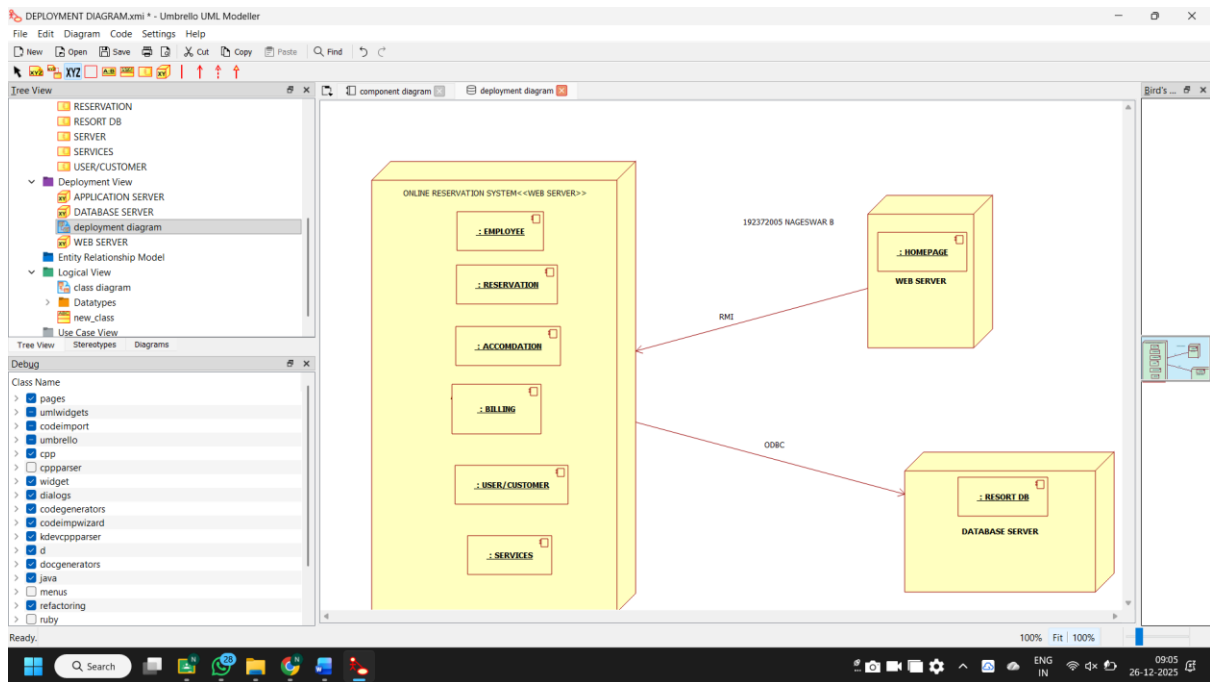 DEPLOYMENT DIAGRAM.xmi * - Umbrello UML Modeller
File Edit Diagram Code Settings Help
New Open Save Cut Copy Paste Find
XYZ
Tree View
RESERVATION
RESORT DB
SERVER
SERVICES
USER/CUSTOMER
Deployment View
APPLICATION SERVER
DATABASE SERVER
deployment diagram
WEB SERVER
Entity Relationship Model
Logical View
class diagram
Datatypes
new_class
Use Case View
Tree View Stereotypes Diagrams
Debug
Class Name
pages
umlwidgets
codeimport
umbrello
cpp
cppparser
widget
dialogs
codegenerators
codeimpwizard
kdevcppparser
d
docgenerators
java
menus
refactoring
ruby
component diagram deployment diagram
ONLINE RESERVATION SYSTEM<<WEB SERVER>>
: EMPLOYEE
: RESERVATION
: ACCOMDATION
: BILLING
: USER/CUSTOMER
: SERVICES
192372005 NAGESWAR B
: HOMEPAGE
WEB SERVER
RMI
ODBC
: RESORT DB
DATABASE SERVER
Bird's ...
Ready.
100% Fit 100%
Search
28
ENG
IN
09:05
26-12-2025